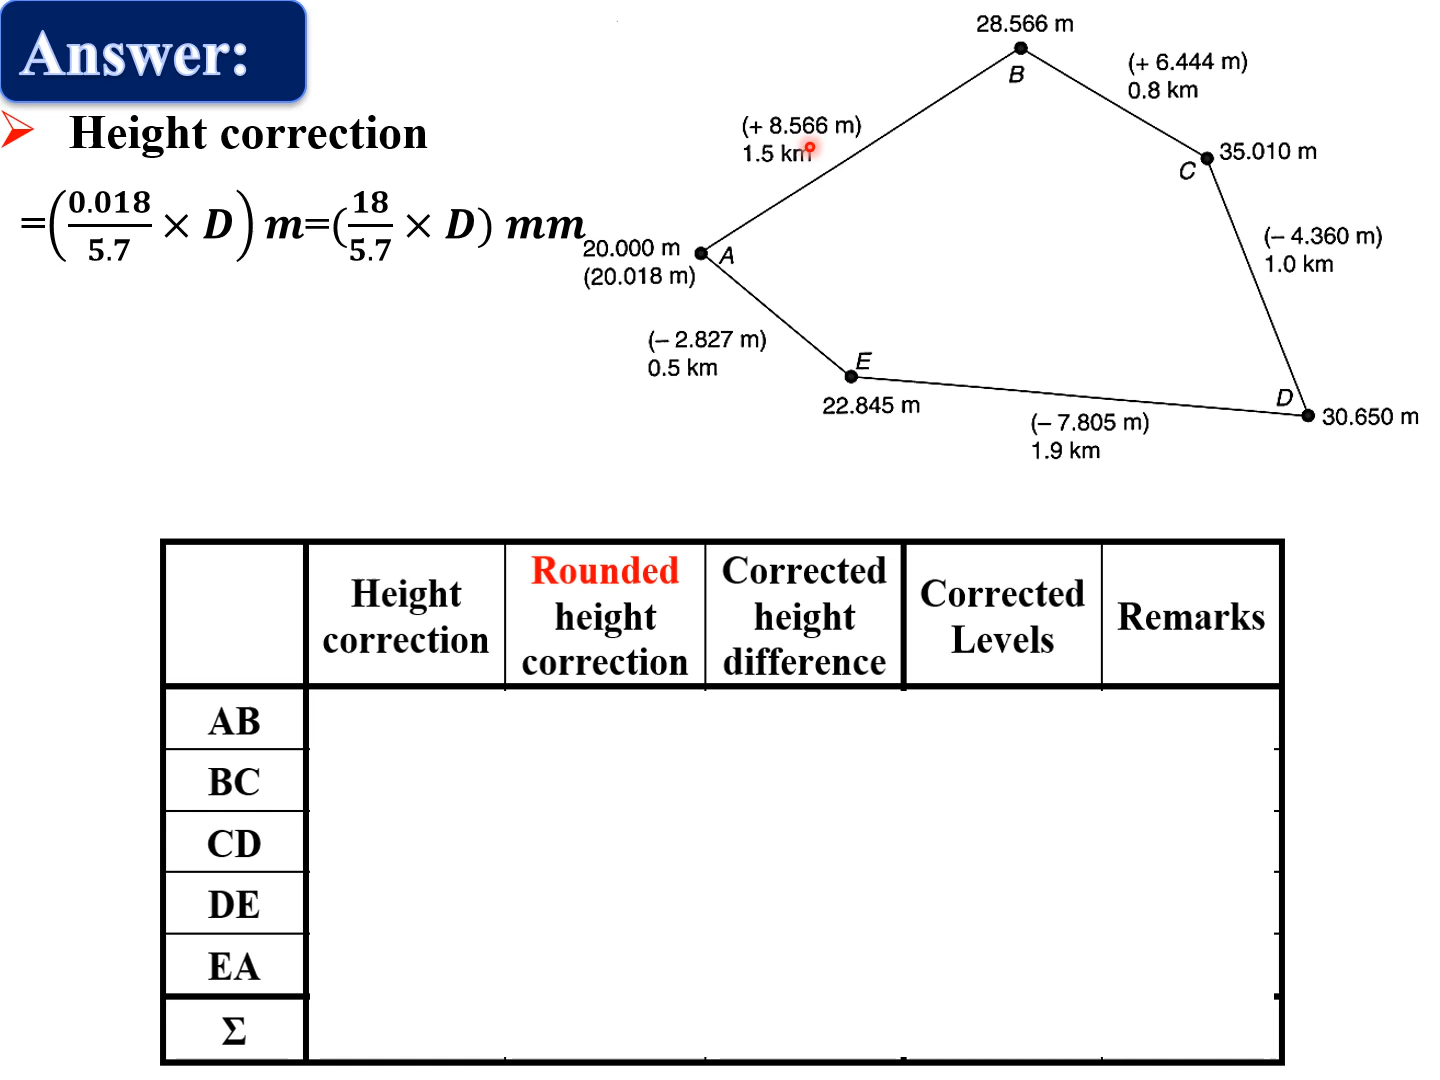 Answer:
➤ Height correction
=(0.018/5.7 × D) m=(18/5.7 × D) mm
28.566 m
B
(+ 6.444 m)
0.8 km
(+ 8.566 m)
1.5 km
C
35.010 m
20.000 m
(20.018 m)
A
(– 4.360 m)
1.0 km
(– 2.827 m)
0.5 km
E
22.845 m
D
30.650 m
(– 7.805 m)
1.9 km
Height
correction
Rounded
height
correction
Corrected
height
difference
Corrected
Levels
Remarks
AB
BC
CD
DE
EA
Σ